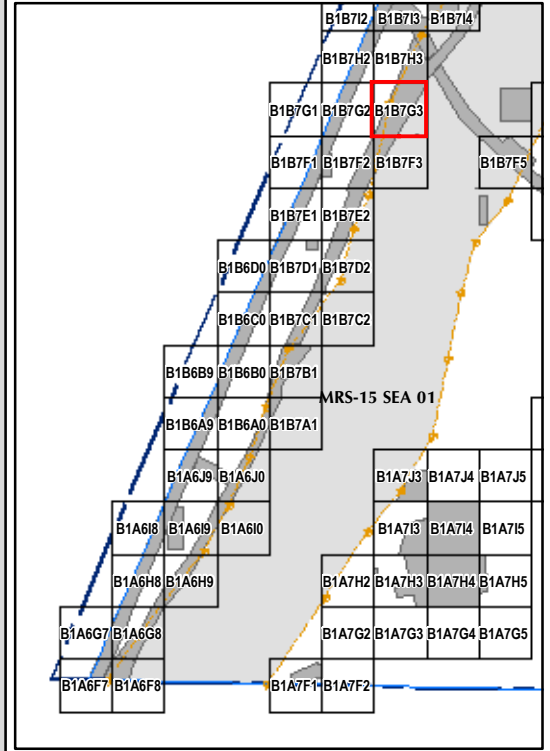 B1B7I2 B1B7I3 B1B7I4
B1B7H2 B1B7H3
B1B7G1 B1B7G2 B1B7G3
B1B7F1 B1B7F2 B1B7F3 B1B7F5
B1B7E1 B1B7E2
B1B6D0 B1B7D1 B1B7D2
B1B6C0 B1B7C1 B1B7C2
B1B6B9 B1B6B0 B1B7B1
MRS-15 SEA 01
B1B6A9 B1B6A0 B1B7A1
B1A6J9 B1A6J0 B1A7J3 B1A7J4 B1A7J5
B1A6I8 B1A6I9 B1A6I0 B1A7I3 B1A7I4 B1A7I5
B1A6H8 B1A6H9 B1A7H2 B1A7H3 B1A7H4 B1A7H5
B1A6G7 B1A6G8 B1A7G2 B1A7G3 B1A7G4 B1A7G5
B1A6F7 B1A6F8 B1A7F1 B1A7F2